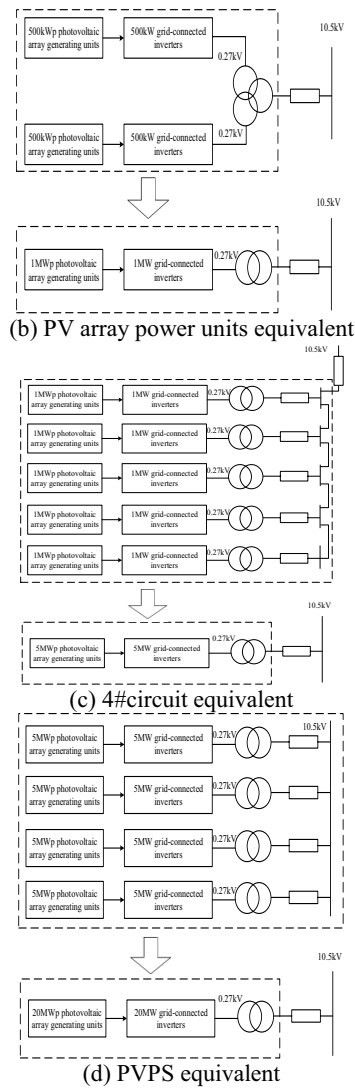 10.5kV
500kWp photovoltaic
array generating units
500kW grid-connected
inverters
0.27kV
0.27kV
500kWp photovoltaic
array generating units
500kW grid-connected
inverters
10.5kV
1MWp photovoltaic
array generating units
1MW grid-connected
inverters
0.27kV
(b) PV array power units equivalent
10.5kV
1MWp photovoltaic
array generating units
1MW grid-connected
inverters
0.27kV
1MWp photovoltaic
array generating units
1MW grid-connected
inverters
0.27kV
1MWp photovoltaic
array generating units
1MW grid-connected
inverters
0.27kV
1MWp photovoltaic
array generating units
1MW grid-connected
inverters
0.27kV
1MWp photovoltaic
array generating units
1MW grid-connected
inverters
0.27kV
10.5kV
5MWp photovoltaic
array generating units
5MW grid-connected
inverters
0.27kV
(c) 4#circuit equivalent
10.5kV
5MWp photovoltaic
array generating units
5MW grid-connected
inverters
0.27kV
5MWp photovoltaic
array generating units
5MW grid-connected
inverters
0.27kV
5MWp photovoltaic
array generating units
5MW grid-connected
inverters
0.27kV
5MWp photovoltaic
array generating units
5MW grid-connected
inverters
0.27kV
10.5kV
20MWp photovoltaic
array generating units
20MW grid-connected
inverters
0.27kV
(d) PVPS equivalent